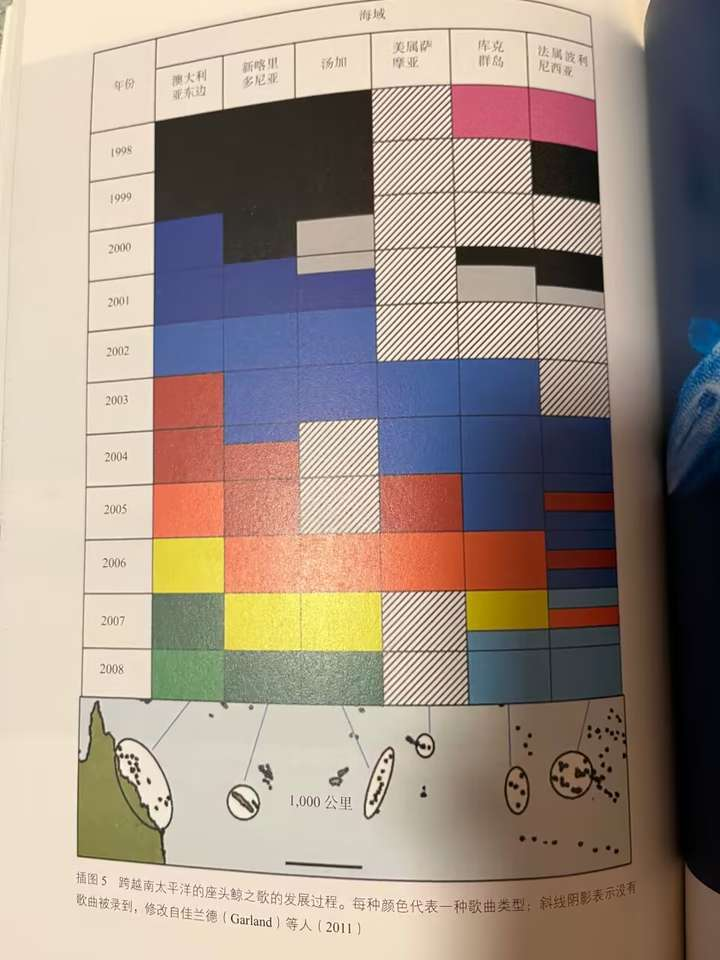 海域
年份
澳大利
亚东边
新喀里
多尼亚
汤加
美属萨
摩亚
库克
群岛
法属波利
尼西亚
1998
1999
2000
2001
2002
2003
2004
2005
2006
2007
2008
1,000 公里
插图 5 跨越南太平洋的座头鲸之歌的发展过程。每种颜色代表一种歌曲类型；斜线阴影表示没有
歌曲被录到，修改自佳兰德（Garland）等人（2011）